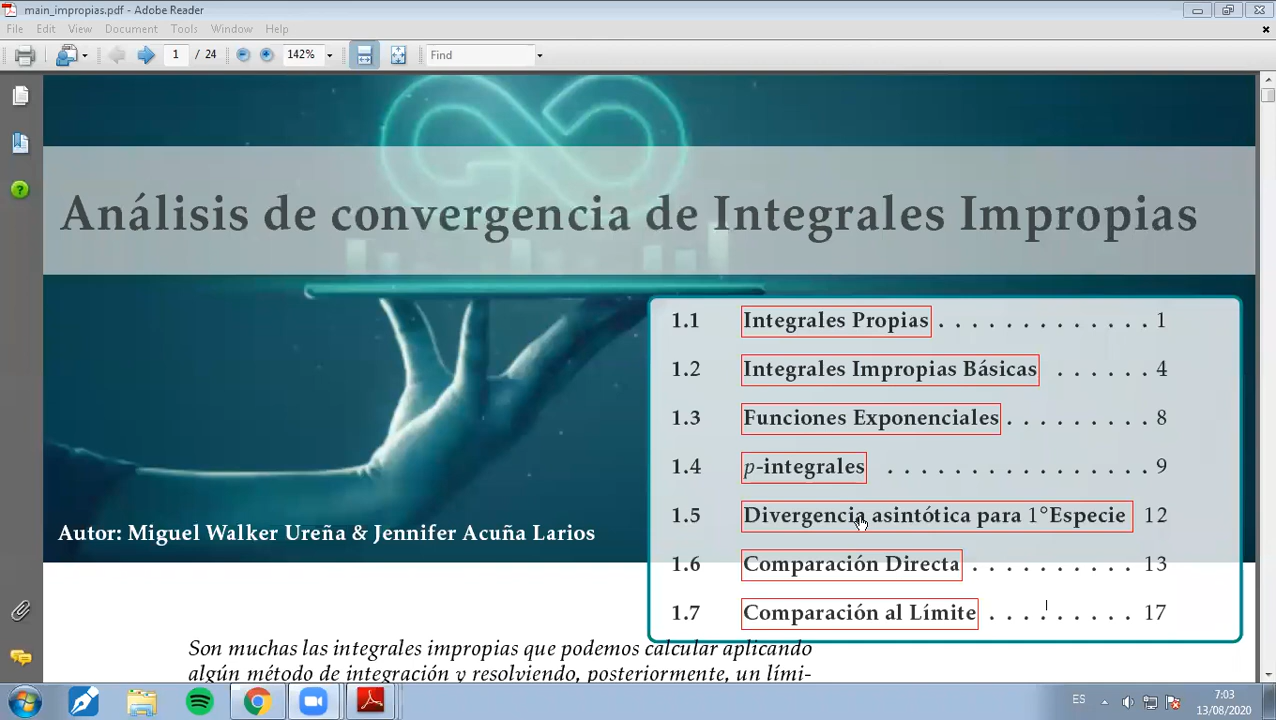 main_impropias.pdf - Adobe Reader
File Edit View Document Tools Window Help
1 / 24 142% Find
Análisis de convergencia de Integrales Impropias
1.1 Integrales Propias . . . . . . . . . . . . . 1
1.2 Integrales Impropias Básicas . . . . . . 4
1.3 Funciones Exponenciales . . . . . . . . . 8
1.4 p-integrales . . . . . . . . . . . . . . . 9
1.5 Divergencia asintótica para 1°Especie 12
1.6 Comparación Directa . . . . . . . . . . 13
1.7 Comparación al Límite . . . . . . . . . 17
Autor: Miguel Walker Ureña & Jennifer Acuña Larios
Son muchas las integrales impropias que podemos calcular aplicando
algún método de integración y resolviendo, posteriormente, un lími-
ES
7:03
13/08/2020